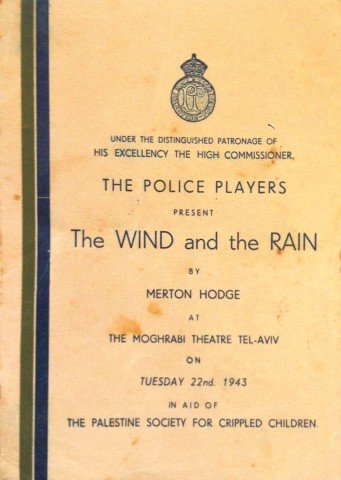 UNDER THE DISTINGUISHED PATRONAGE OF
HIS EXCELLENCY THE HIGH COMMISSIONER.
THE POLICE PLAYERS
PRESENT
The WIND and the RAIN
BY
MERTON HODGE
AT
THE MOGHRABI THEATRE TEL-AVIV
ON
TUESDAY 22nd. 1943
IN AID OF
THE PALESTINE SOCIETY FOR CRIPPLED CHILDREN.